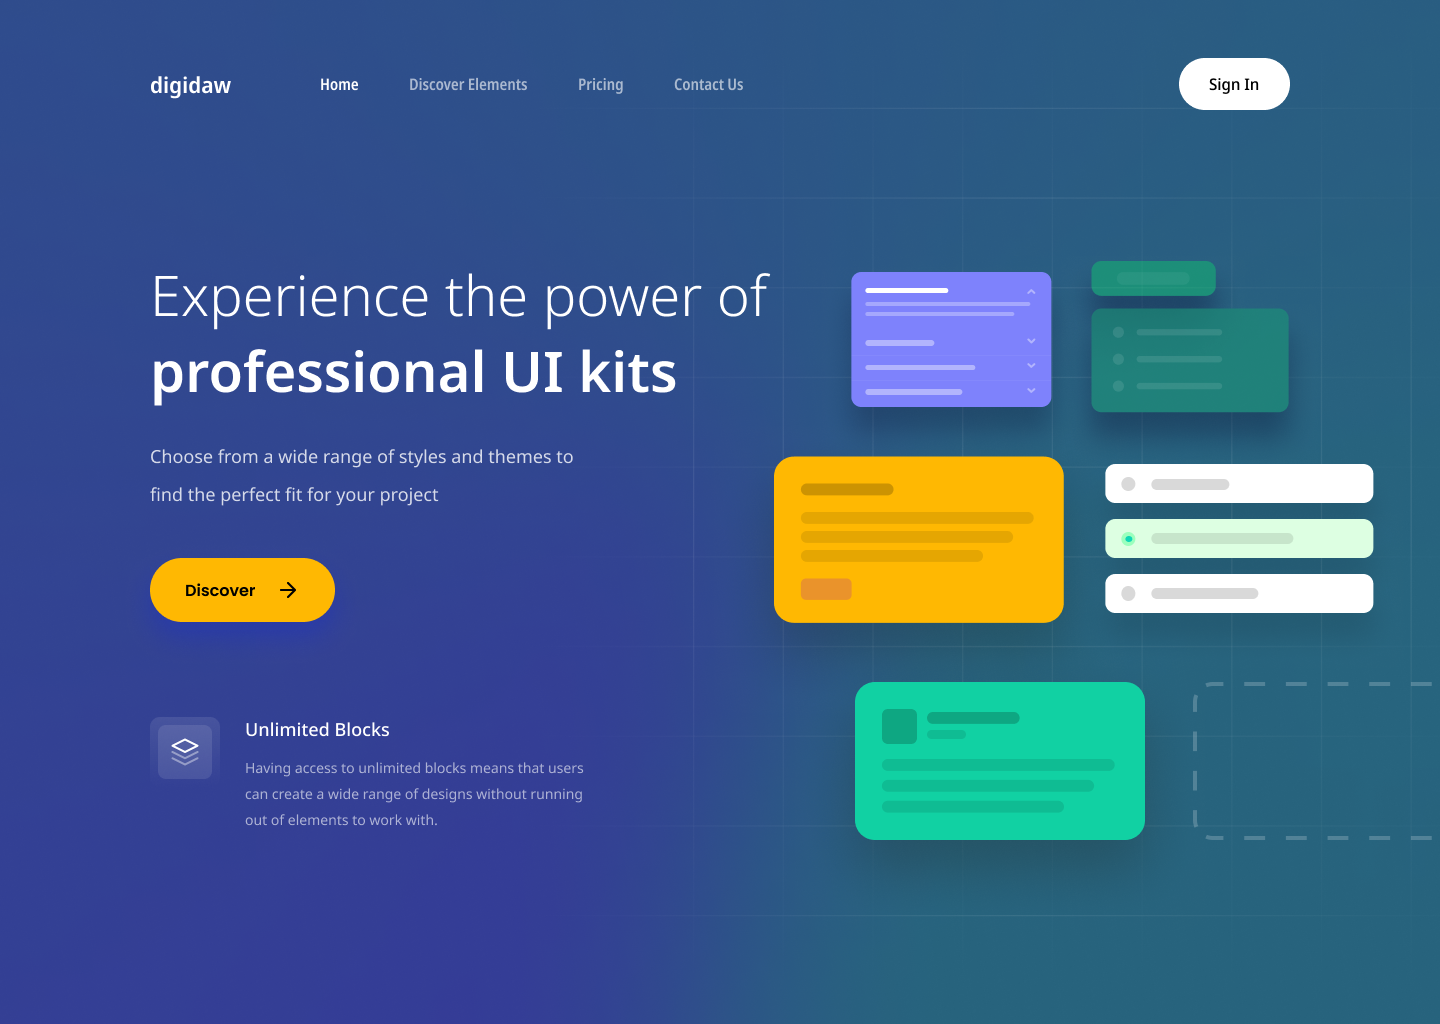 digidaw
Home
Discover Elements
Pricing
Contact Us
Sign In
Experience the power of
professional UI kits
Choose from a wide range of styles and themes to
find the perfect fit for your project
Discover
Unlimited Blocks
Having access to unlimited blocks means that users
can create a wide range of designs without running
out of elements to work with.